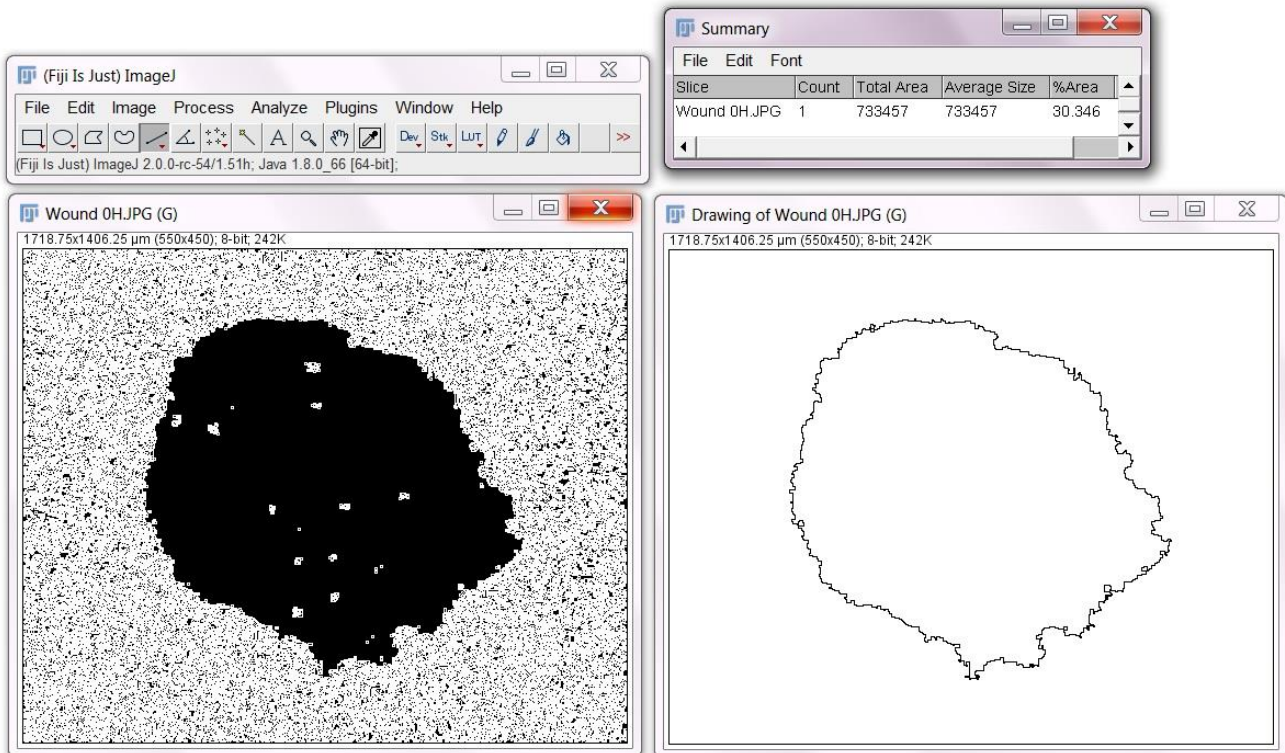 (Fiji Is Just) ImageJ
File Edit Image Process Analyze Plugins Window Help
Dev Stk LUT >>
(Fiji Is Just) ImageJ 2.0.0-rc-54/1.51h; Java 1.8.0_66 [64-bit];
Summary
File Edit Font
Slice Count Total Area Average Size %Area
Wound 0H.JPG 1 733457 733457 30.346
Wound 0H.JPG (G)
1718.75x1406.25 µm (550x450); 8-bit; 242K
Drawing of Wound 0H.JPG (G)
1718.75x1406.25 µm (550x450); 8-bit; 242K